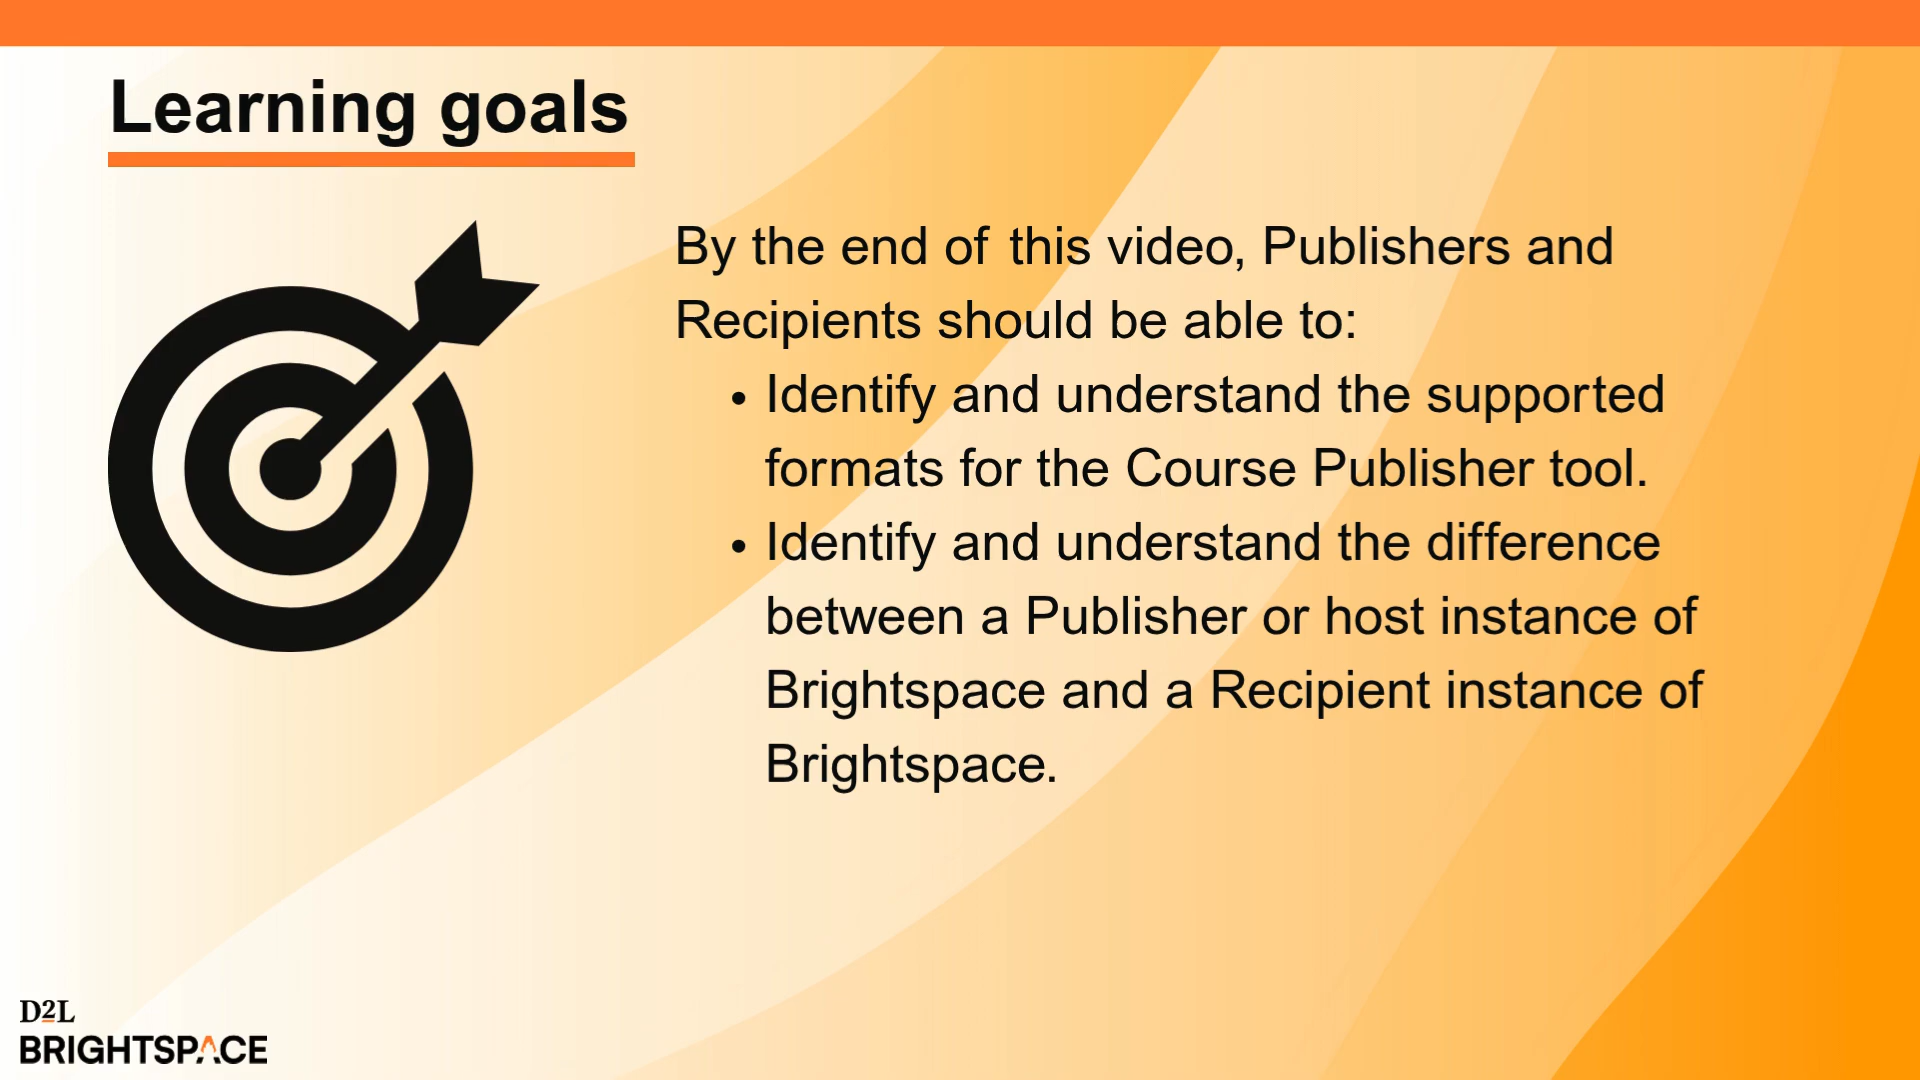 Learning goals
By the end of this video, Publishers and
Recipients should be able to:
• Identify and understand the supported
formats for the Course Publisher tool.
• Identify and understand the difference
between a Publisher or host instance of
Brightspace and a Recipient instance of
Brightspace.
D2L
BRIGHTSPACE